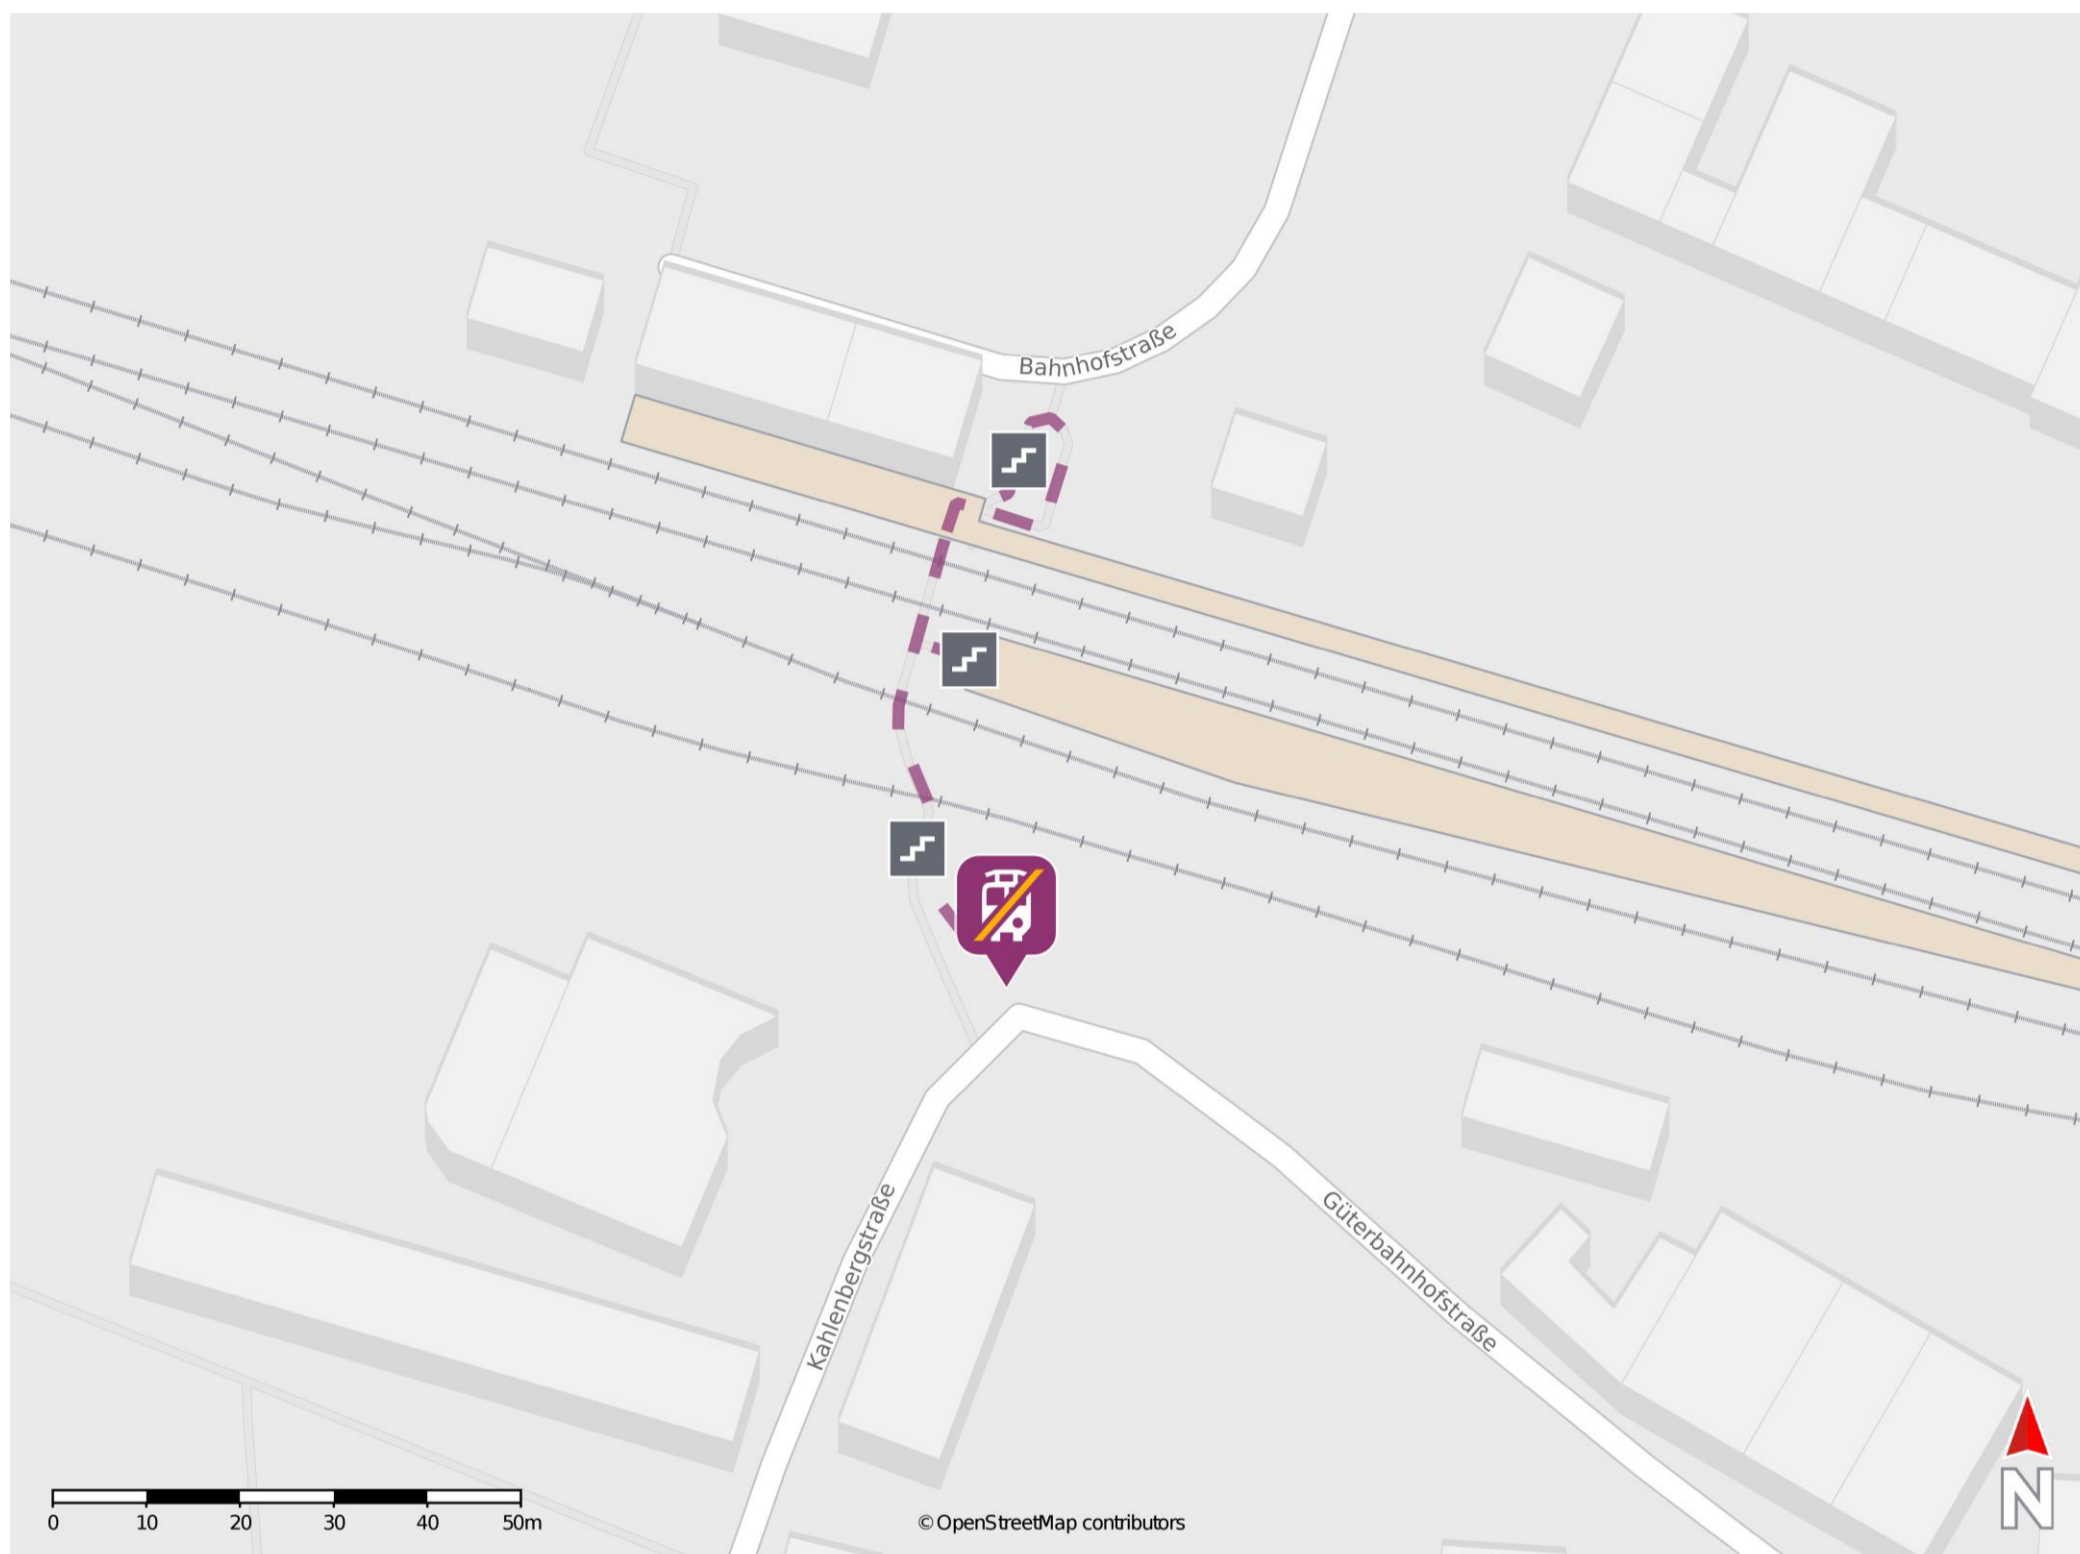 Bahnhofstraße
Kahlenbergstraße
Güterbahnhofstraße
N
0 10 20 30 40 50m
© OpenStreetMap contributors